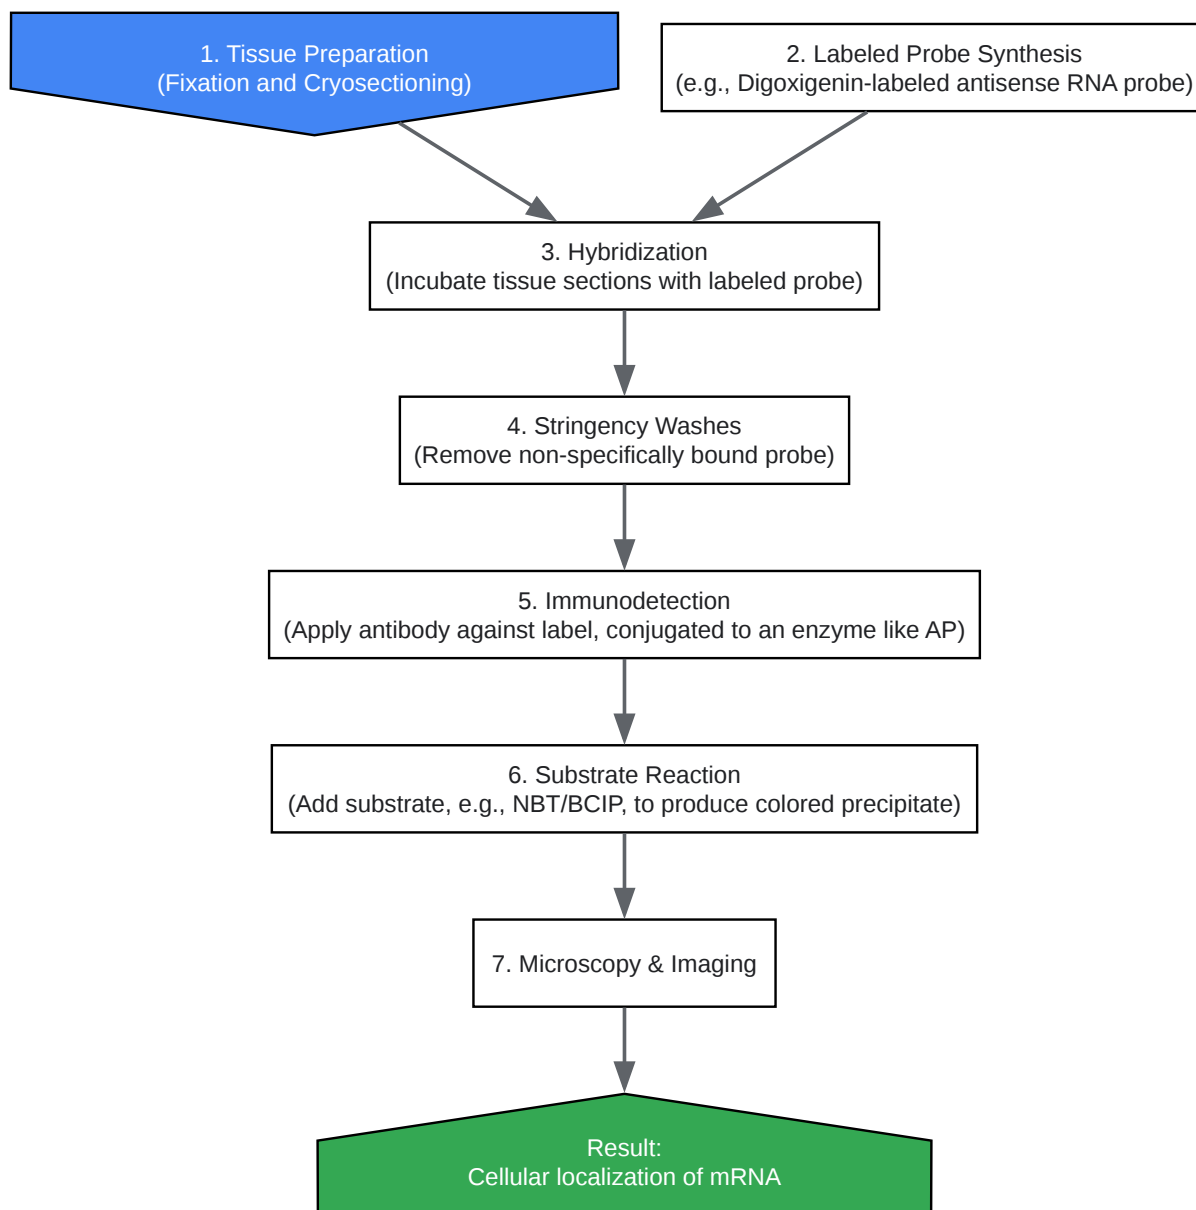 1. Tissue Preparation
(Fixation and Cryosectioning)
2. Labeled Probe Synthesis
(e.g., Digoxigenin-labeled antisense RNA probe)
3. Hybridization
(Incubate tissue sections with labeled probe)
4. Stringency Washes
(Remove non-specifically bound probe)
5. Immunodetection
(Apply antibody against label, conjugated to an enzyme like AP)
6. Substrate Reaction
(Add substrate, e.g., NBT/BCIP, to produce colored precipitate)
7. Microscopy & Imaging
Result:
Cellular localization of mRNA